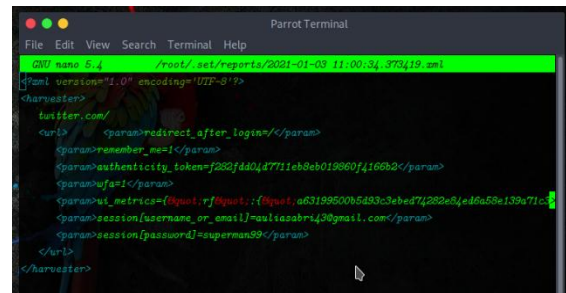 Parrot Terminal
File Edit View Search Terminal Help
GNU nano 5.4 /root/.set/reports/2021-01-03 11:00:34.373419.xml
<?xml version="1.0" encoding='UTF-8'?>
<harvester>
twitter.com/
<url> <param>redirect_after_login=/</param>
<param>remember_me=1</param>
<param>authenticity_token=f282fdd04d7711eb8eb019860f4166b2</param>
<param>wfa=1</param>
<param>ui_metrics={&quot;rf&quot;:{&quot;a63199500b5d93c3ebed74282e84ed6a58e139a71c3>
<param>session[username_or_email]=auliasabri43@gmail.com</param>
<param>session[password]=superman99</param>
</url>
</harvester>